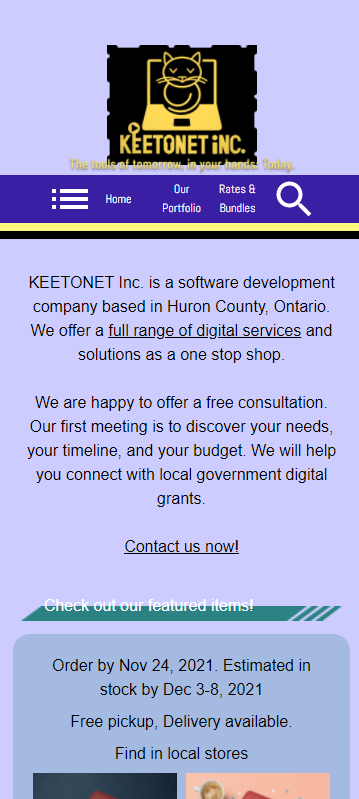 KEETONET INC.
The tools of tomorrow, in your hands. Today.
Home
Our
Portfolio
Rates &
Bundles
KEETONET Inc. is a software development
company based in Huron County, Ontario.
We offer a full range of digital services and
solutions as a one stop shop.
We are happy to offer a free consultation.
Our first meeting is to discover your needs,
your timeline, and your budget. We will help
you connect with local government digital
grants.
Contact us now!
Check out our featured items!
Order by Nov 24, 2021. Estimated in
stock by Dec 3-8, 2021
Free pickup, Delivery available.
Find in local stores